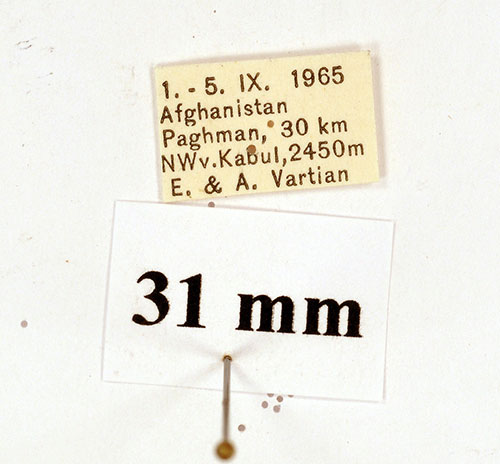 1. - 5. IX. 1965
Afghanistan
Paghman, 30 km
NWv.Kabul,2450m
E. & A. Vartian
31 mm